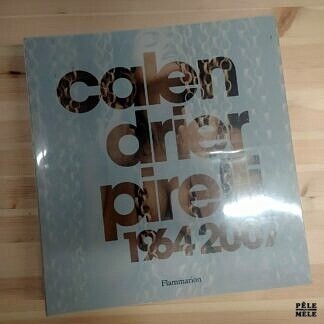 calen
drier
pirelli
1964 2007
Flammarion
PÊLE
MÊLE